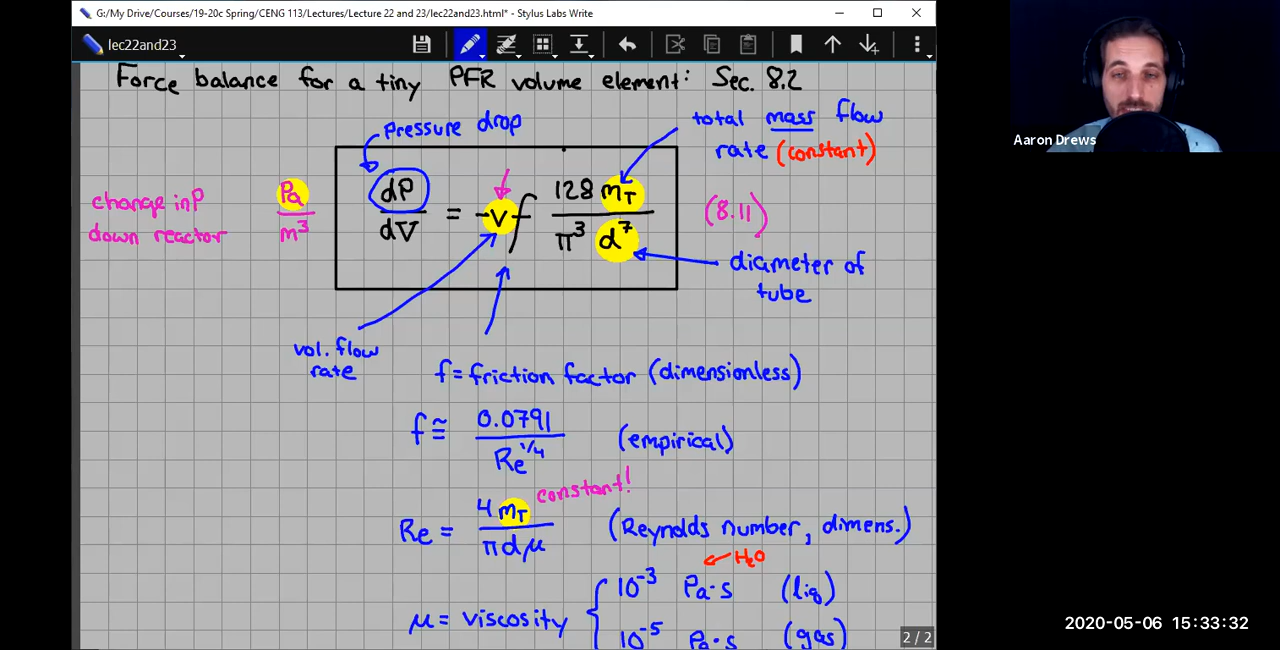 G:/My Drive/Courses/19-20c Spring/CENG 113/Lectures/Lecture 22 and 23/lec22and23.html* - Stylus Labs Write
lec22and23
Force balance for a tiny PFR volume element: Sec. 8.2
Pressure drop
total mass flow
rate (constant)
change in P
down reactor
Pa/m³
dP/dV = -v f 128 mT / π³ d⁷
(8.11)
diameter of
tube
vol. flow
rate
f = friction factor (dimensionless)
f ≅ 0.0791 / Re^1/4 (empirical)
constant!
Re = 4 mT / π d μ (Reynolds number, dimens.)
H₂O
μ = viscosity { 10⁻³ Pa·s (liq)
10⁻⁵ Pa·s (gas)
2 / 2
Aaron Drews
2020-05-06 15:33:32